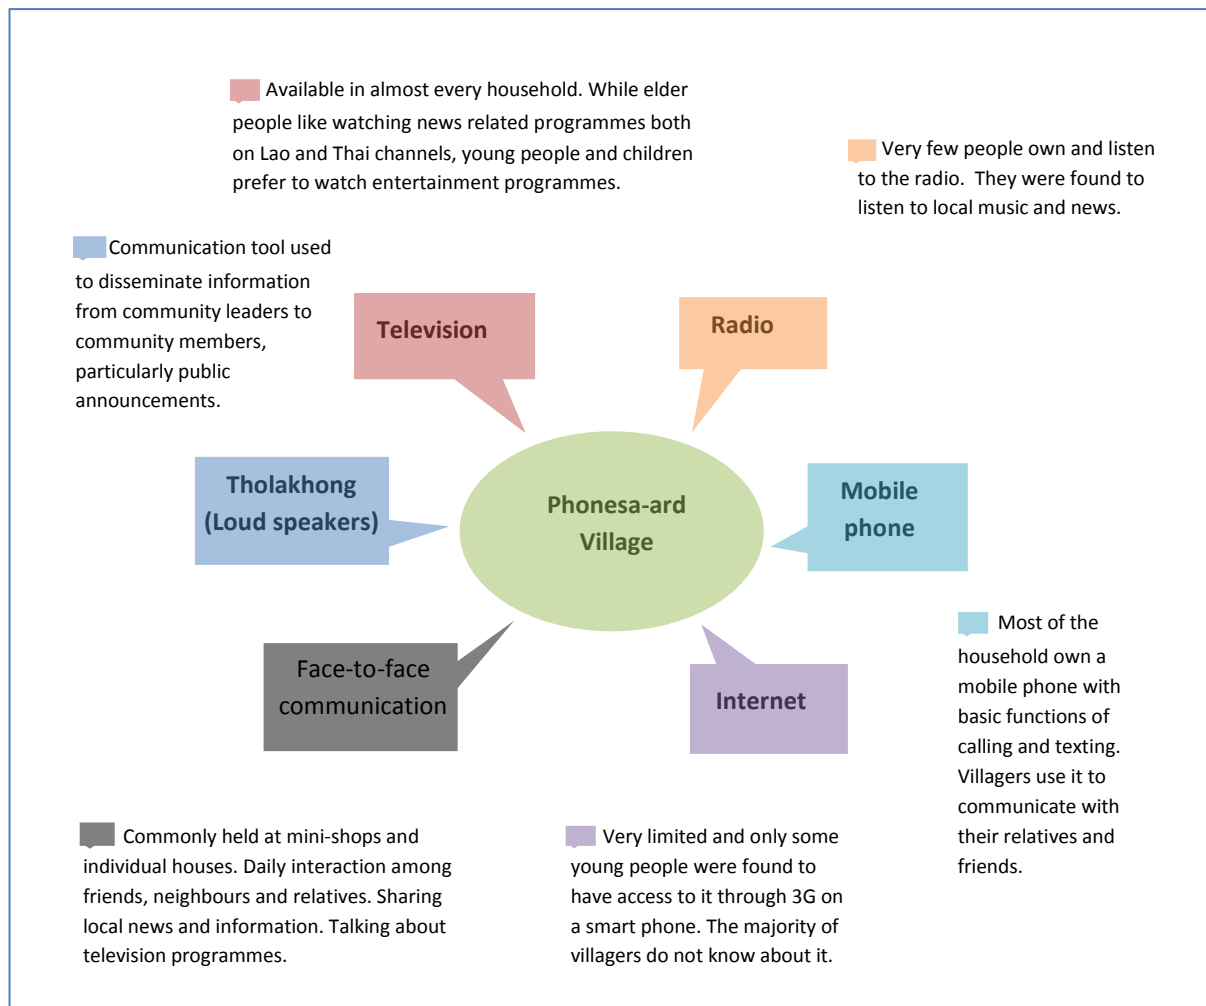 Available in almost every household. While elder
people like watching news related programmes both
on Lao and Thai channels, young people and children
prefer to watch entertainment programmes.
Very few people own and listen
to the radio.  They were found to
listen to local music and news.
Communication tool used
to disseminate information
from community leaders to
community members,
particularly public
announcements.
Television
Radio
Tholakhong
(Loud speakers)
Phonesa-ard
Village
Mobile
phone
Face-to-face
communication
Internet
Most of the
household own a
mobile phone with
basic functions of
calling and texting.
Villagers use it to
communicate with
their relatives and
friends.
Commonly held at mini-shops and
individual houses. Daily interaction among
friends, neighbours and relatives. Sharing
local news and information. Talking about
television programmes.
Very limited and only some
young people were found to
have access to it through 3G on
a smart phone. The majority of
villagers do not know about it.